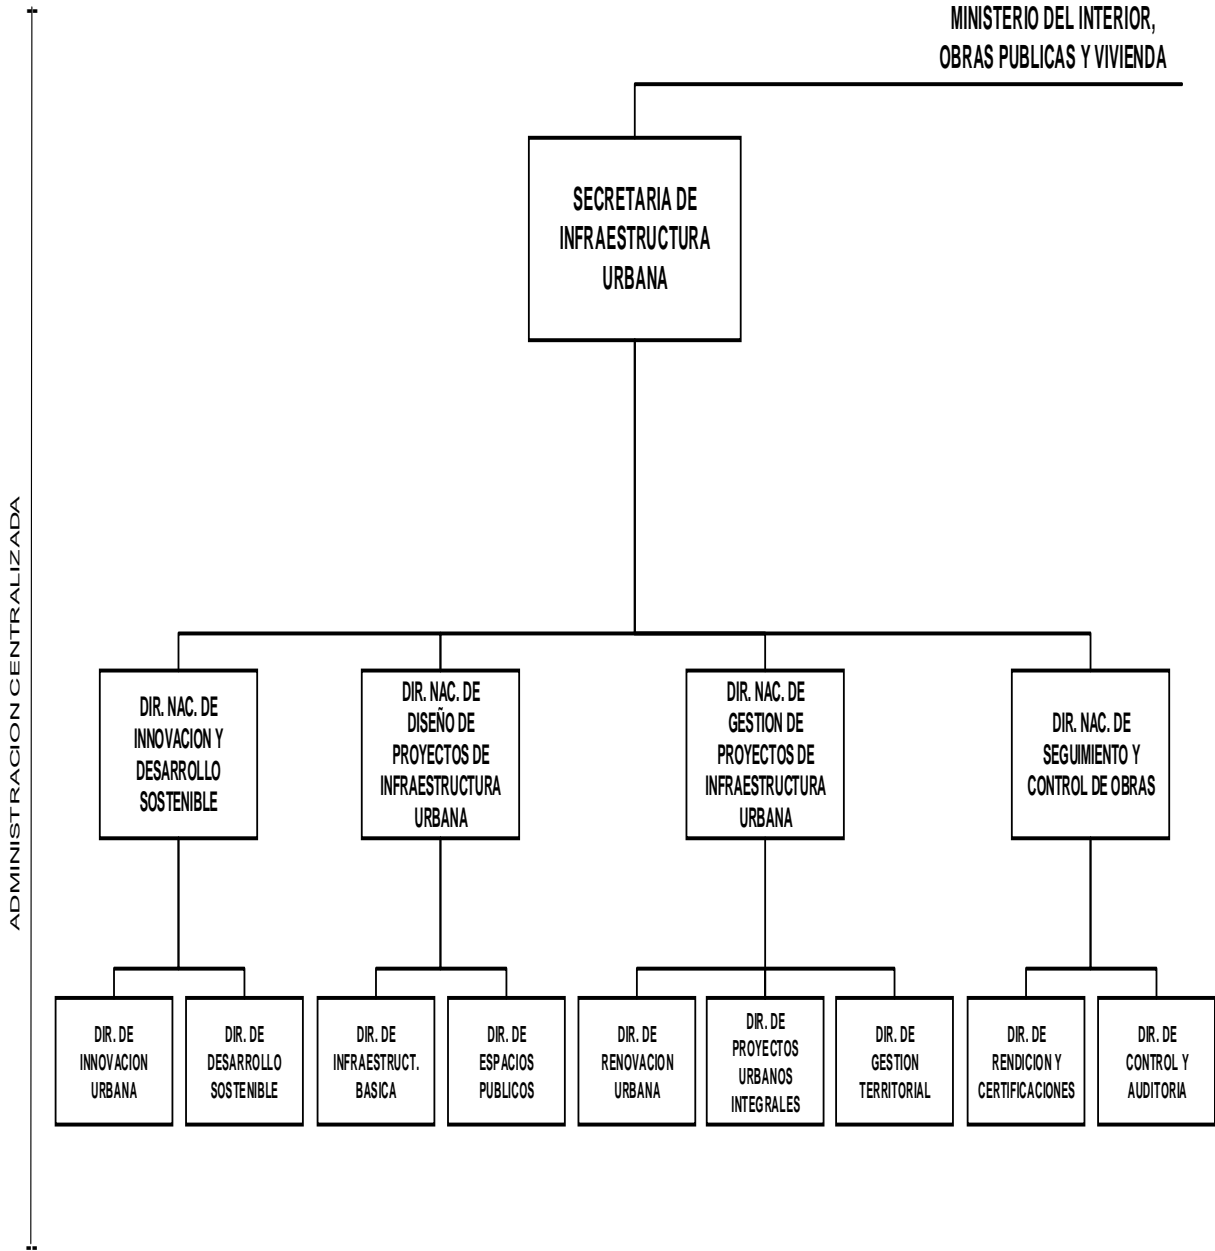 MINISTERIO DEL INTERIOR,
OBRAS PUBLICAS Y VIVIENDA
SECRETARIA DE
INFRAESTRUCTURA
URBANA
ADMINISTRACION CENTRALIZADA
DIR. NAC. DE
INNOVACION Y
DESARROLLO
SOSTENIBLE
DIR. NAC. DE
DISEÑO DE
PROYECTOS DE
INFRAESTRUCTURA
URBANA
DIR. NAC. DE
GESTION DE
PROYECTOS DE
INFRAESTRUCTURA
URBANA
DIR. NAC. DE
SEGUIMIENTO Y
CONTROL DE OBRAS
DIR. DE
INNOVACION
URBANA
DIR. DE
DESARROLLO
SOSTENIBLE
DIR. DE
INFRAESTRUCT.
BASICA
DIR. DE
ESPACIOS
PUBLICOS
DIR. DE
RENOVACION
URBANA
DIR. DE
PROYECTOS
URBANOS
INTEGRALES
DIR. DE
GESTION
TERRITORIAL
DIR. DE
RENDICION Y
CERTIFICACIONES
DIR. DE
CONTROL Y
AUDITORIA